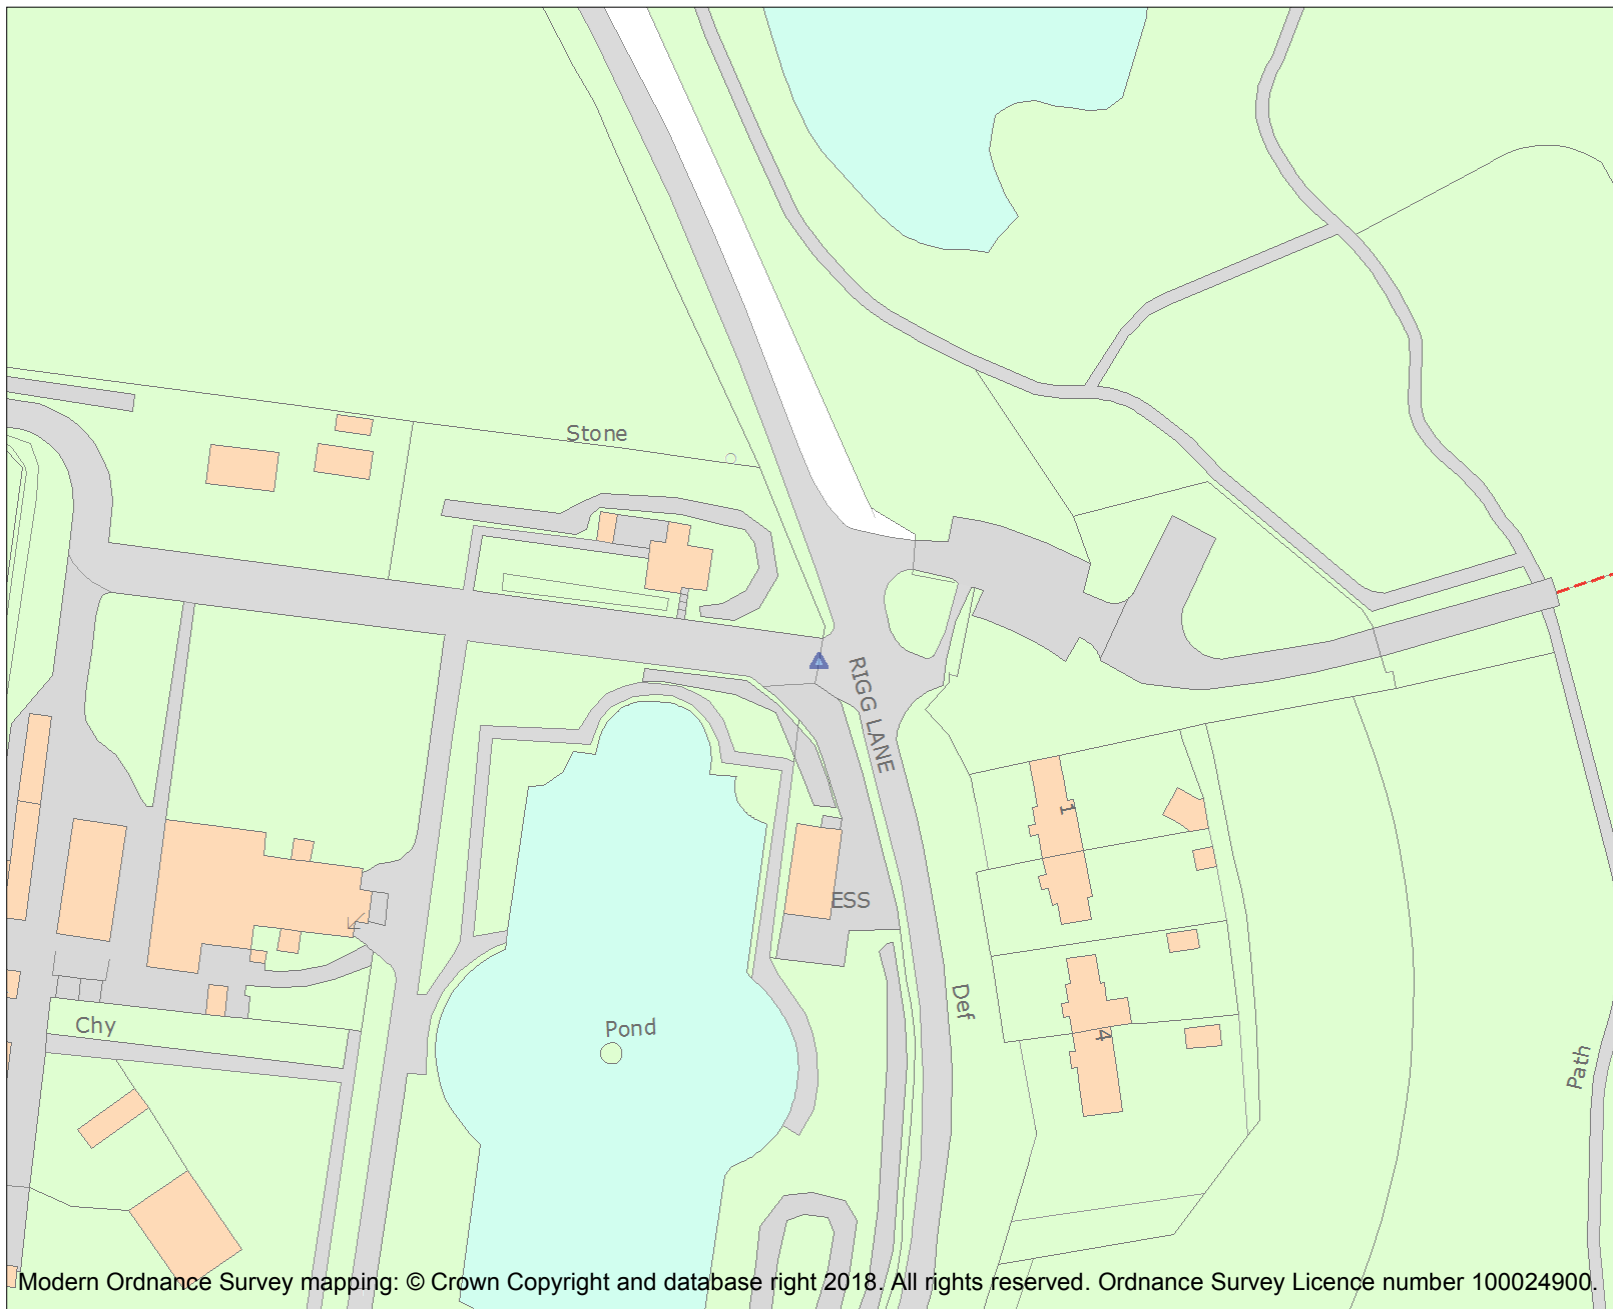 Stone
RIGG LANE
1
ESS
Def
4
Chy
Pond
Path
Modern Ordnance Survey mapping: © Crown Copyright and database right 2018. All rights reserved. Ordnance Survey Licence number 100024900.